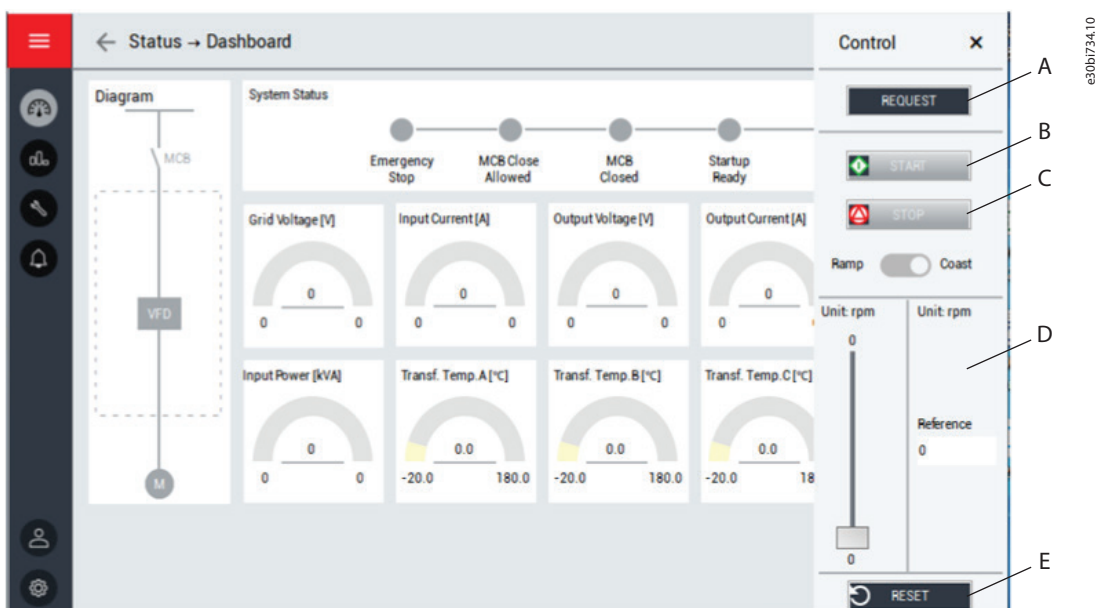 Status → Dashboard
Control
×
e30bi734.10
A
REQUEST
Diagram
System Status
B
MCB
Emergency Stop
MCB Close Allowed
MCB Closed
Startup Ready
START
C
STOP
Grid Voltage [V]
Input Current [A]
Output Voltage [V]
Output Current [A]
Ramp
Coast
0
0
0
0
VFD
0 0
0 0
0 0
0
Unit: rpm
Unit: rpm
0
D
Input Power [kVA]
Transf. Temp.A [°C]
Transf. Temp.B [°C]
Transf. Temp.C [°C]
Reference
0
0
0.0
0.0
0.0
M
0 0
-20.0 180.0
-20.0 180.0
-20.0 18
0
E
RESET